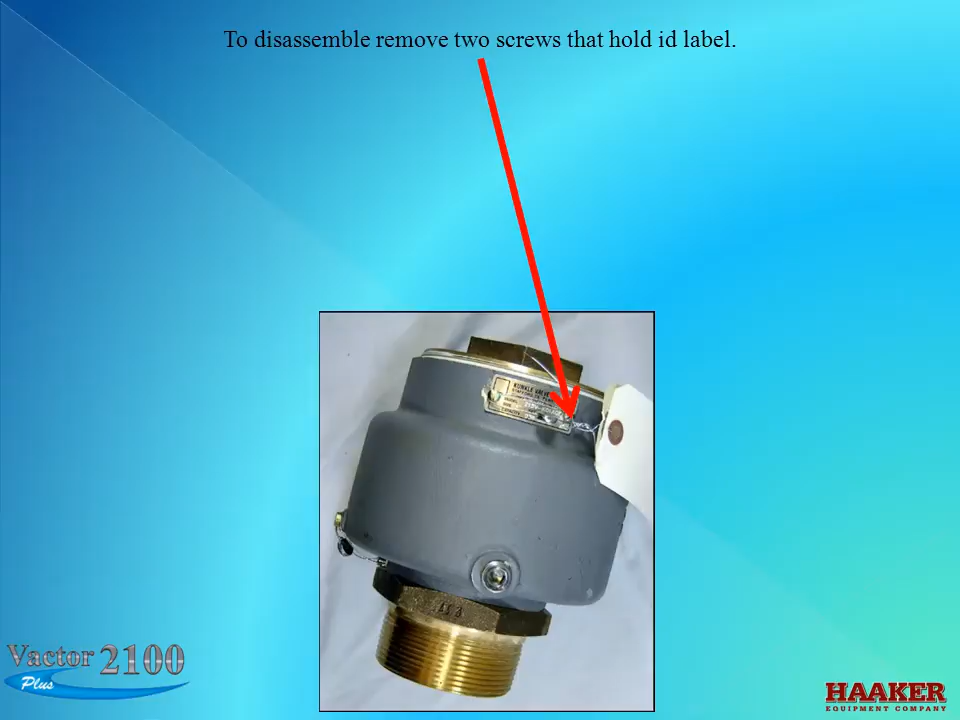 To disassemble remove two screws that hold id label.
KUNKLE VALVE
Vactor 2100
Plus
HAAKER
EQUIPMENT COMPANY